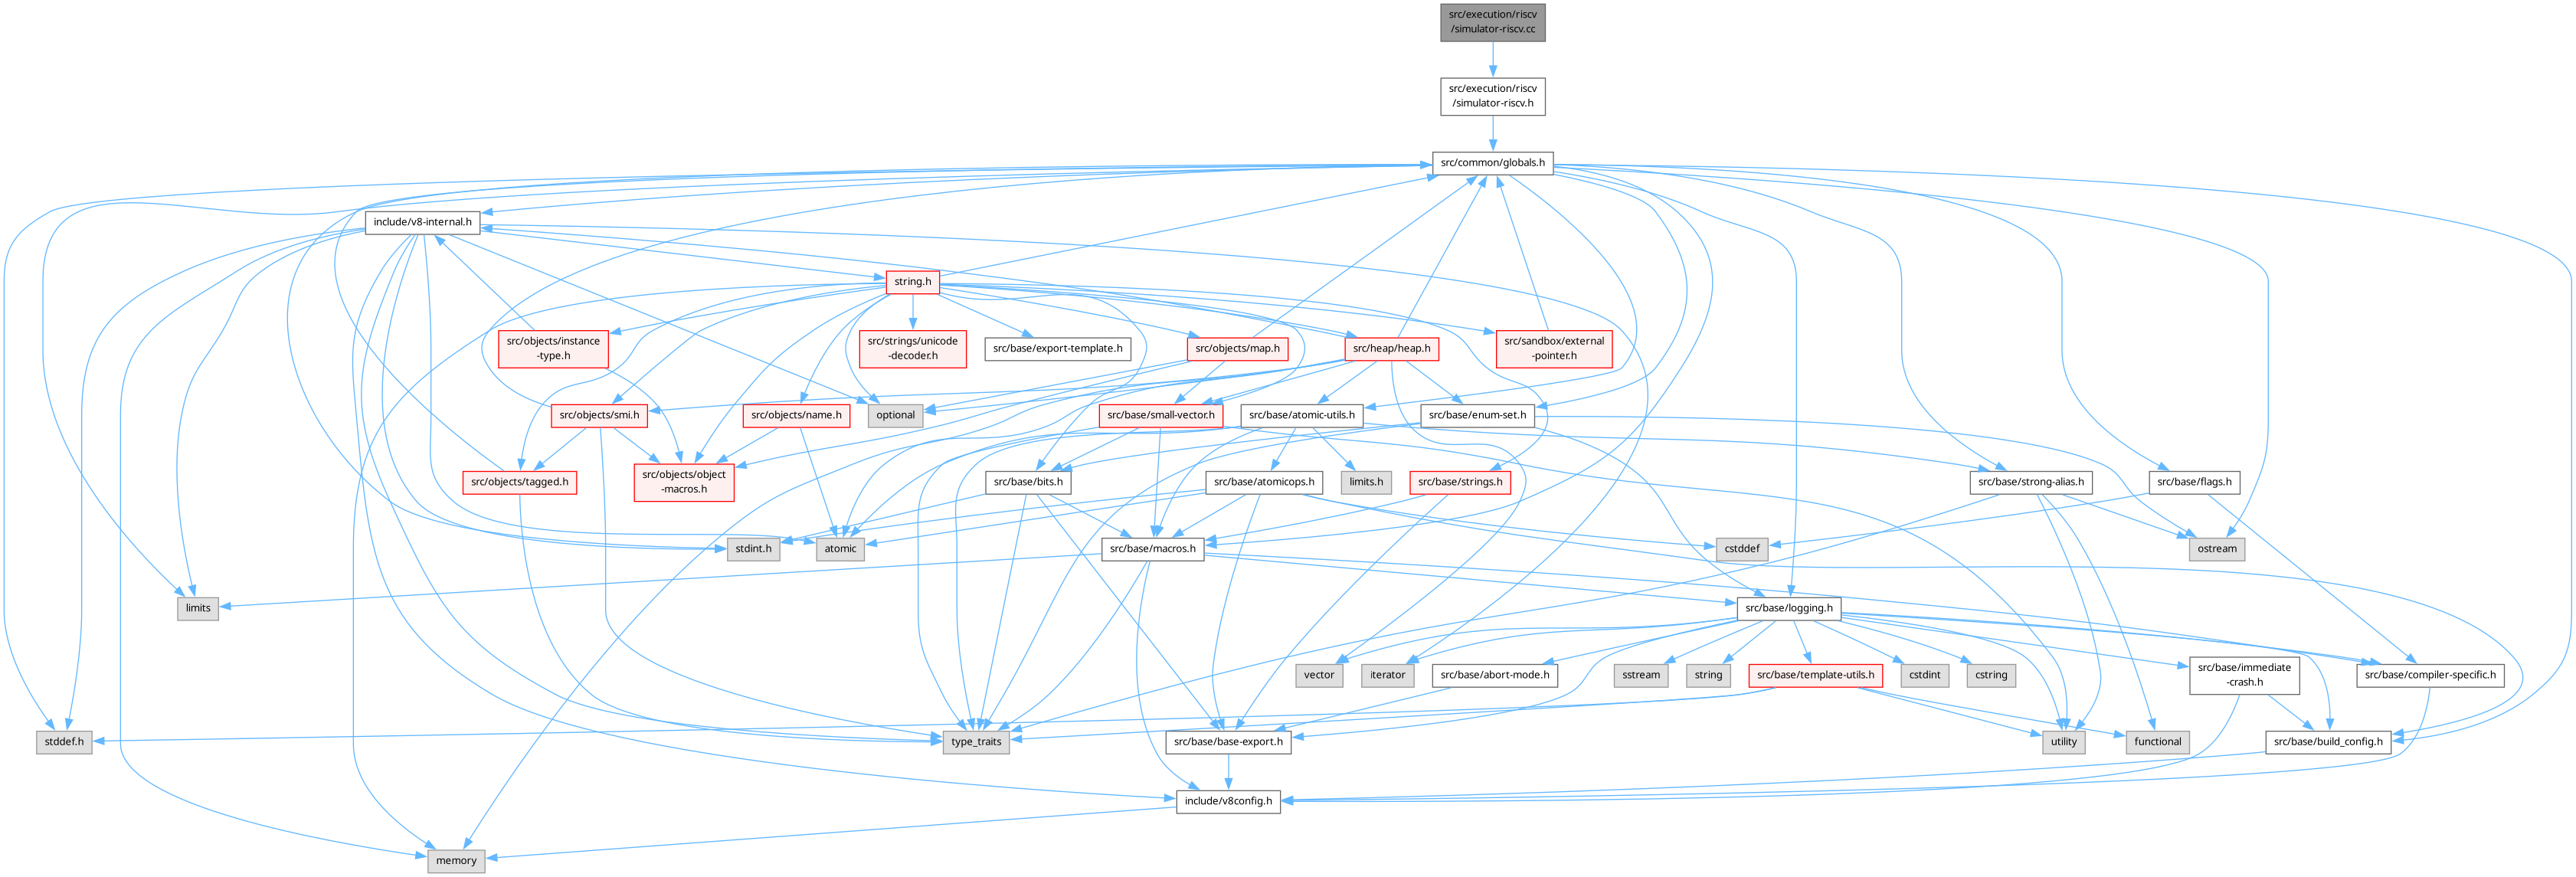 src/execution/riscv
/simulator-riscv.cc
src/execution/riscv
/simulator-riscv.h
src/common/globals.h
include/v8-internal.h
string.h
src/objects/instance
-type.h
src/strings/unicode
-decoder.h
src/base/export-template.h
src/objects/map.h
src/heap/heap.h
src/sandbox/external
-pointer.h
src/objects/smi.h
src/objects/name.h
optional
src/base/small-vector.h
src/base/atomic-utils.h
src/base/enum-set.h
src/objects/tagged.h
src/objects/object
-macros.h
src/base/bits.h
src/base/atomicops.h
limits.h
src/base/strings.h
src/base/strong-alias.h
src/base/flags.h
stdint.h
atomic
src/base/macros.h
cstddef
ostream
limits
src/base/logging.h
vector
iterator
src/base/abort-mode.h
sstream
string
src/base/template-utils.h
cstdint
cstring
src/base/immediate
-crash.h
src/base/compiler-specific.h
stddef.h
type_traits
src/base/base-export.h
utility
functional
src/base/build_config.h
include/v8config.h
memory